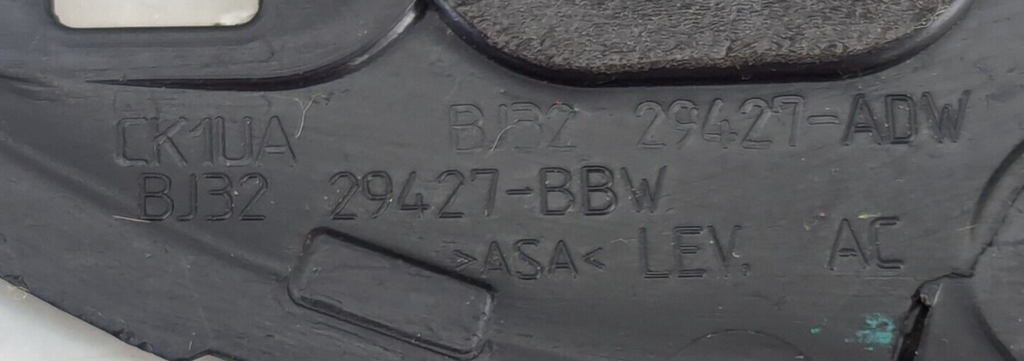 CK1UA BJ32 29427-ADW
BJ32 29427-BBW
>ASA< LEV. AC